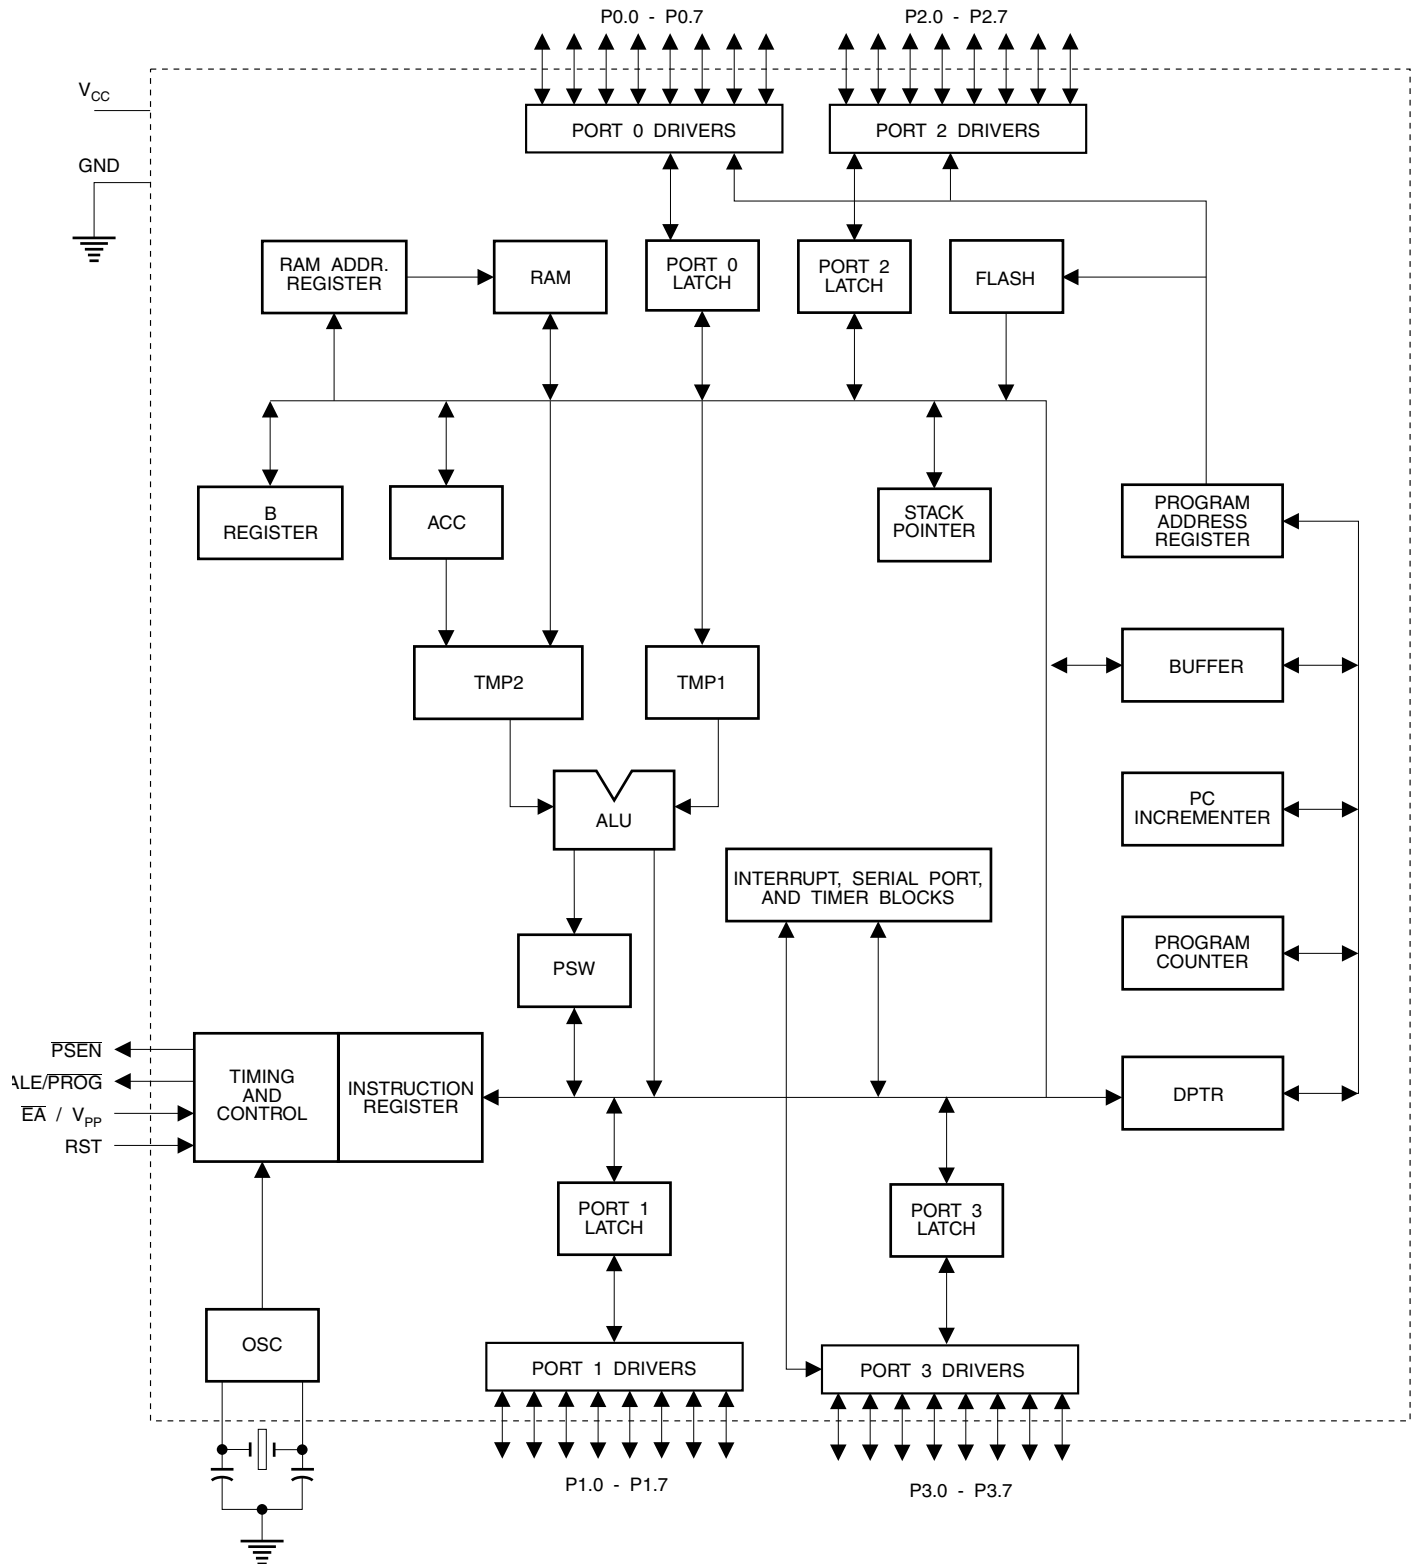 P0.0 - P0.7
P2.0 - P2.7
VCC
PORT 0 DRIVERS
PORT 2 DRIVERS
GND
RAM ADDR.
REGISTER
RAM
PORT 0
LATCH
PORT 2
LATCH
FLASH
B
REGISTER
ACC
STACK
POINTER
PROGRAM
ADDRESS
REGISTER
TMP2
TMP1
BUFFER
ALU
PC
INCREMENTER
INTERRUPT, SERIAL PORT,
AND TIMER BLOCKS
PSW
PROGRAM
COUNTER
PSEN
ALE/PROG
EA / VPP
RST
TIMING
AND
CONTROL
INSTRUCTION
REGISTER
DPTR
PORT 1
LATCH
PORT 3
LATCH
OSC
PORT 1 DRIVERS
PORT 3 DRIVERS
P1.0 - P1.7
P3.0 - P3.7